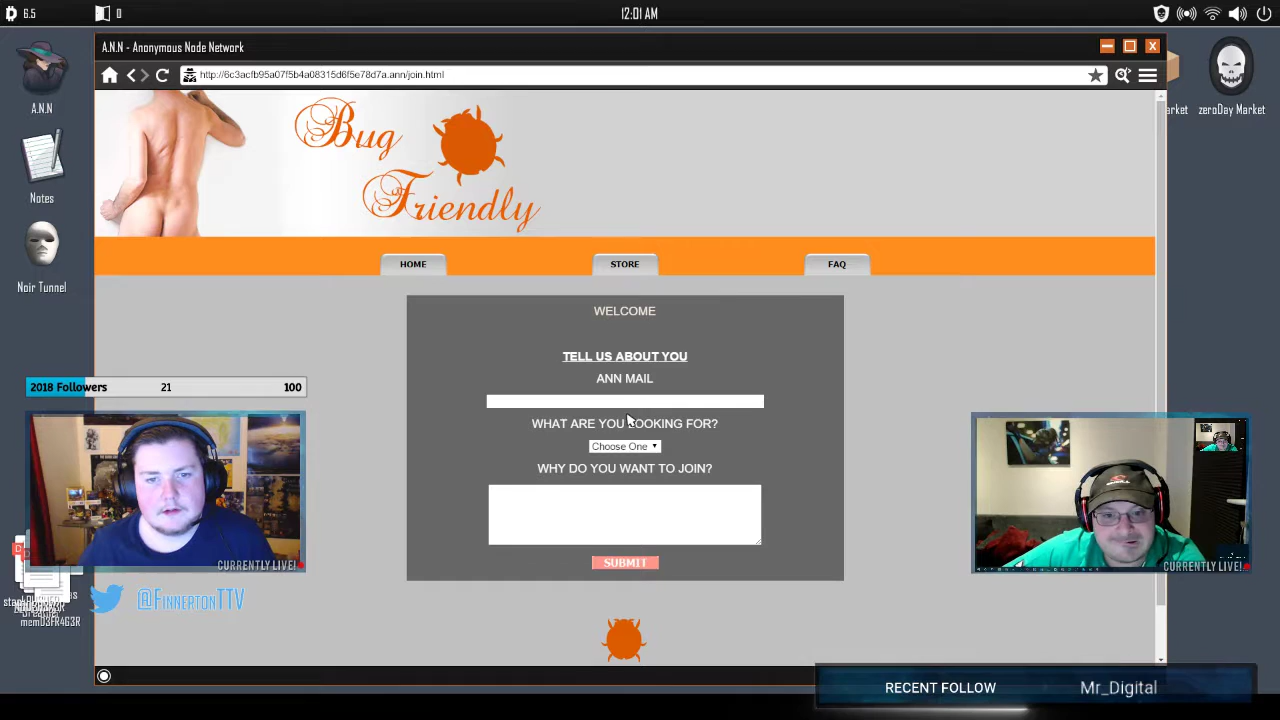 6.5
0
12:01 AM
A.N.N - Anonymous Node Network
http://6c3acfb95a07f5b4a08315d6f5e78d7a.ann/join.html
A.N.N
Notes
Noir Tunnel
zeroDay Market
Bug
Friendly
HOME
STORE
FAQ
WELCOME
TELL US ABOUT YOU
ANN MAIL
WHAT ARE YOU LOOKING FOR?
Choose One
WHY DO YOU WANT TO JOIN?
SUBMIT
2018 Followers 21 100
CURRENTLY LIVE!
CURRENTLY LIVE!
@FinnertonTTV
RECENT FOLLOW Mr_Digital